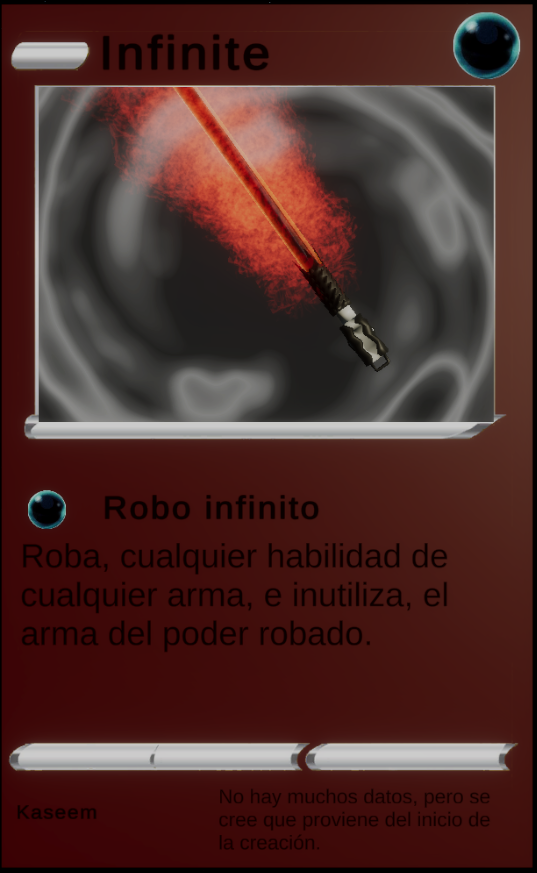 Infinite
Robo infinito
Roba, cualquier habilidad de
cualquier arma, e inutiliza, el
arma del poder robado.
Kaseem
No hay muchos datos, pero se
cree que proviene del inicio de
la creación.